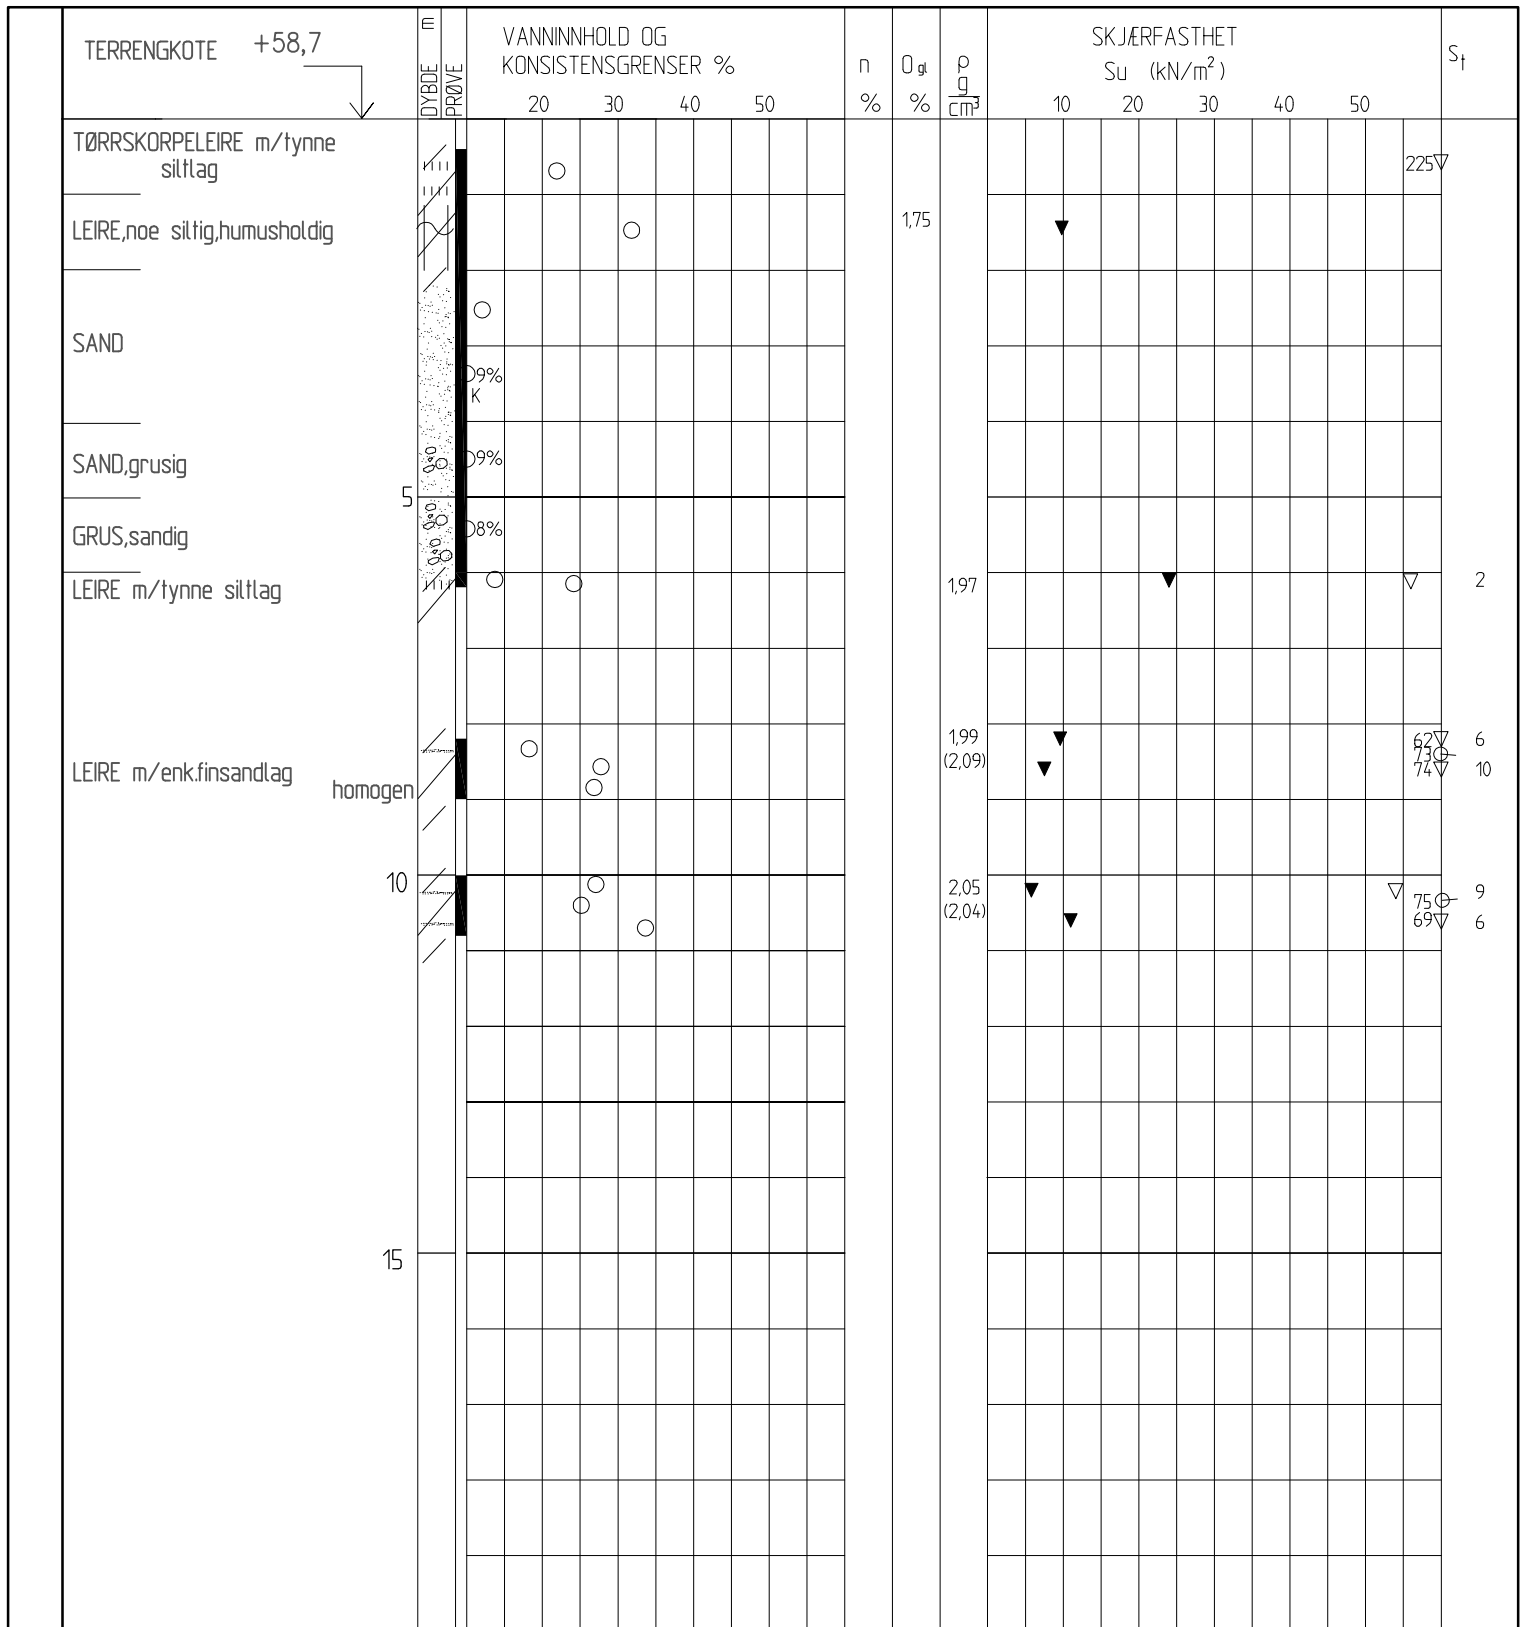 TERRENGKOTE +58,7
m
DYBDE
PRØVE
VANNINNHOLD OG
KONSISTENSGRENSER %
20 30 40 50
n
%
O gl
%
ρ
g
cm³
SKJÆRFASTHET
Su (kN/m²)
10 20 30 40 50
St
TØRRSKORPELEIRE m/tynne
siltlag
225
LEIRE,noe siltig,humusholdig
1,75
SAND
9%
K
SAND,grusig
9%
5
GRUS,sandig
8%
LEIRE m/tynne siltlag
1,97
2
1,99
62 6
(2,09)
73
LEIRE m/enk.finsandlag
74 10
homogen
10
2,05
9
75
(2,04)
69 6
15